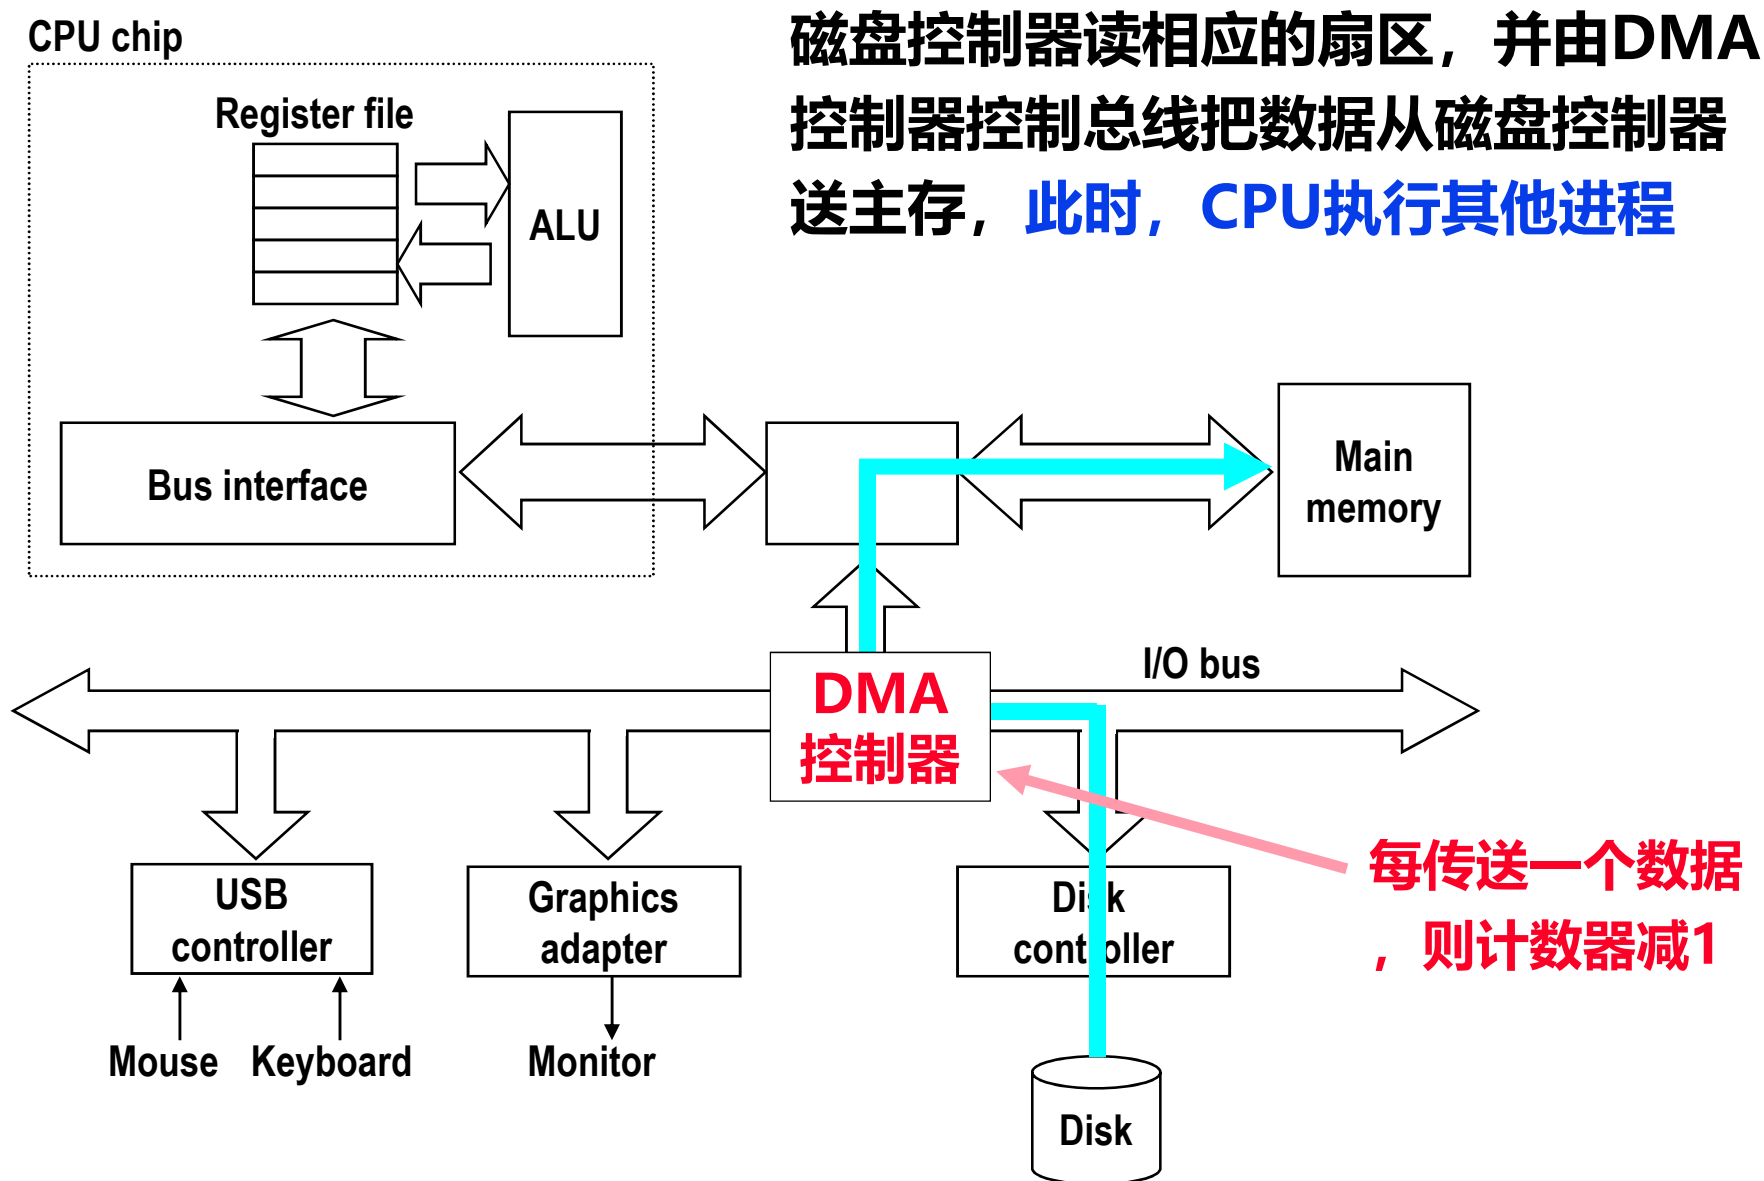 CPU chip
磁盘控制器读相应的扇区，并由DMA
控制器控制总线把数据从磁盘控制器
送主存，此时，CPU执行其他进程
Register file
ALU
Bus interface
Main
memory
I/O bus
DMA
控制器
每传送一个数据
，则计数器减1
USB
controller
Graphics
adapter
Disk
controller
Mouse
Keyboard
Monitor
Disk